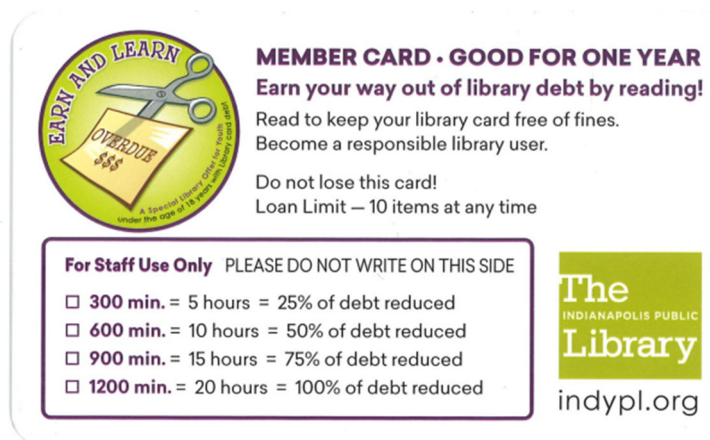 EARN AND LEARN
OVERDUE
$$$
A Special Library Offer for Youth
under the age of 18 years with Library card debt
MEMBER CARD • GOOD FOR ONE YEAR
Earn your way out of library debt by reading!
Read to keep your library card free of fines.
Become a responsible library user.
Do not lose this card!
Loan Limit — 10 items at any time
For Staff Use Only PLEASE DO NOT WRITE ON THIS SIDE
☐ 300 min. = 5 hours = 25% of debt reduced
☐ 600 min. = 10 hours = 50% of debt reduced
☐ 900 min. = 15 hours = 75% of debt reduced
☐ 1200 min. = 20 hours = 100% of debt reduced
The
INDIANAPOLIS PUBLIC
Library
indypl.org